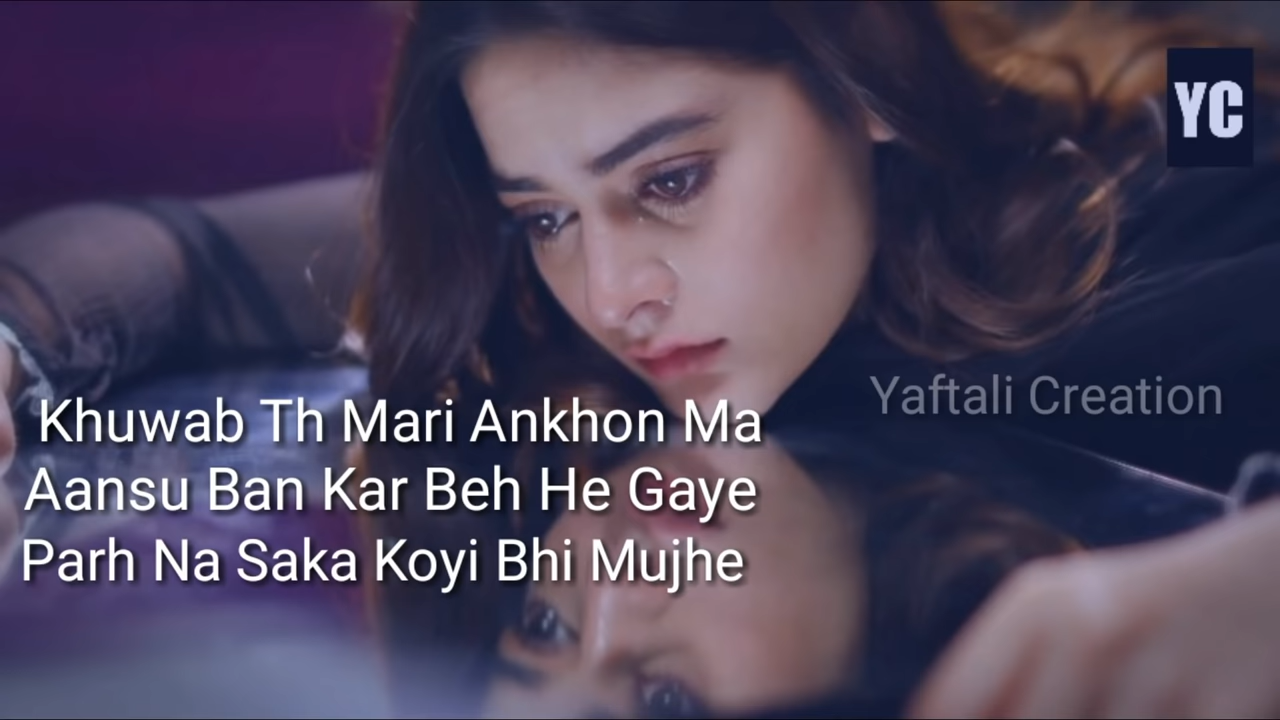 YC
Yaftali Creation
Khuwab Th Mari Ankhon Ma
Aansu Ban Kar Beh He Gaye
Parh Na Saka Koyi Bhi Mujhe